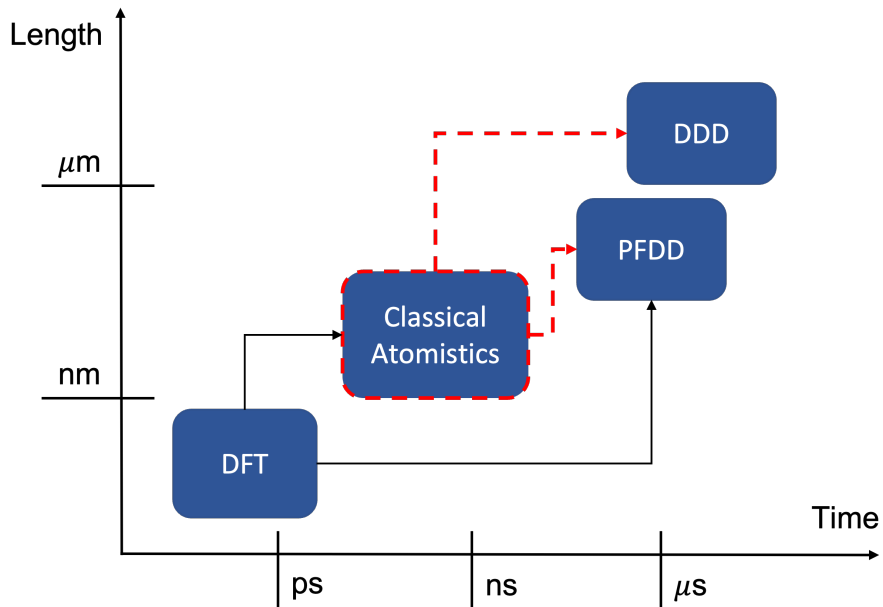 Length
μm
DDD
PFDD
Classical
Atomistics
nm
DFT
Time
ps
ns
μs